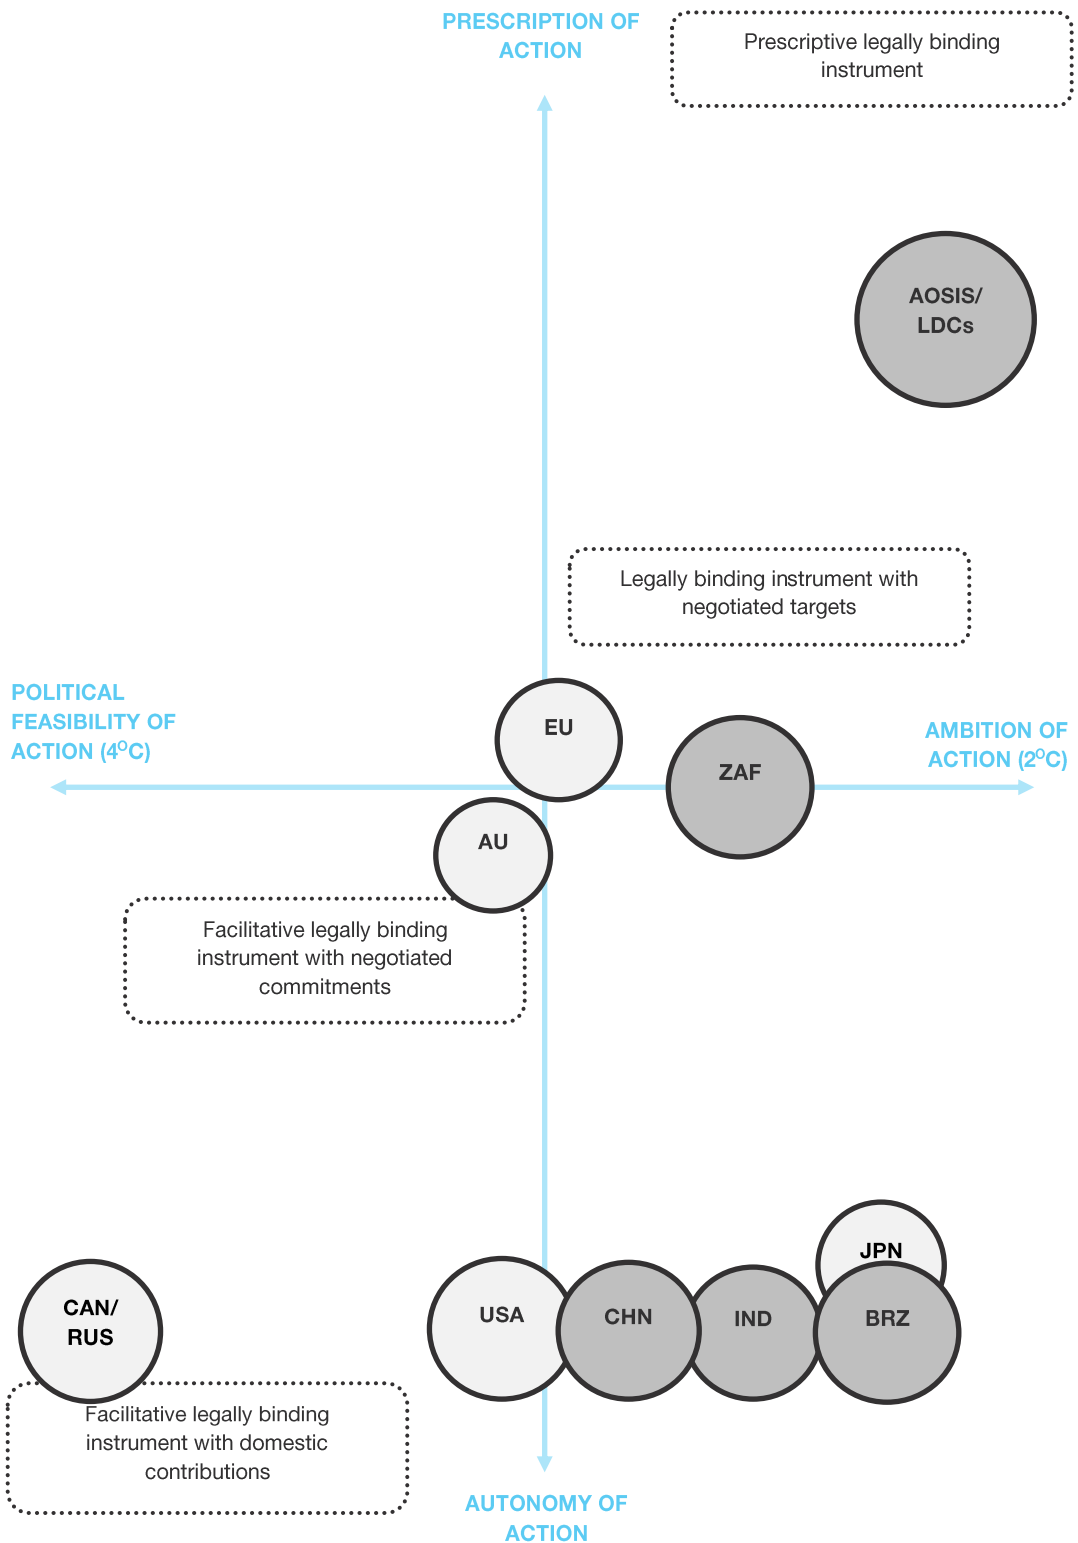 PRESCRIPTION OF
ACTION
Prescriptive legally binding
instrument
AOSIS/
LDCs
Legally binding instrument with
negotiated targets
POLITICAL
FEASIBILITY OF
ACTION (4°C)
EU
AMBITION OF
ACTION (2°C)
ZAF
AU
Facilitative legally binding
instrument with negotiated
commitments
JPN
CAN/
RUS
USA
CHN
IND
BRZ
Facilitative legally binding
instrument with domestic
contributions
AUTONOMY OF
ACTION